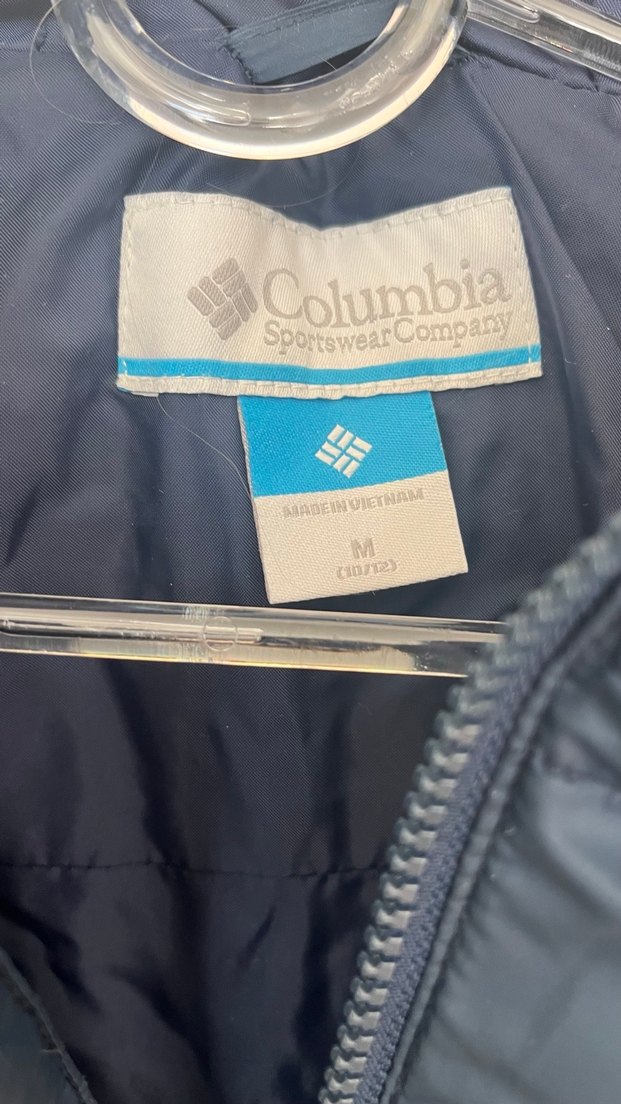 Columbia
Sportswear Company
MADE IN VIETNAM
M
(10/12)